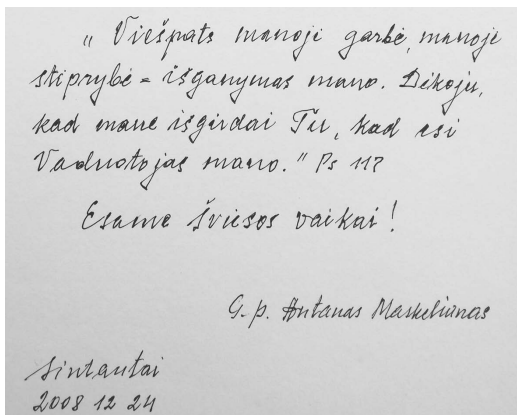 „Viešpats manoji garbė, manoji
stiprybė - išganymas mano. Dėkoju,
kad mane išgirdai Tu, kad esi
Vaduotojas mano." Ps 117
Esame šviesos vaikai!
G. p. Antanas Maskeliūnas
Sintautai
2008 12 24